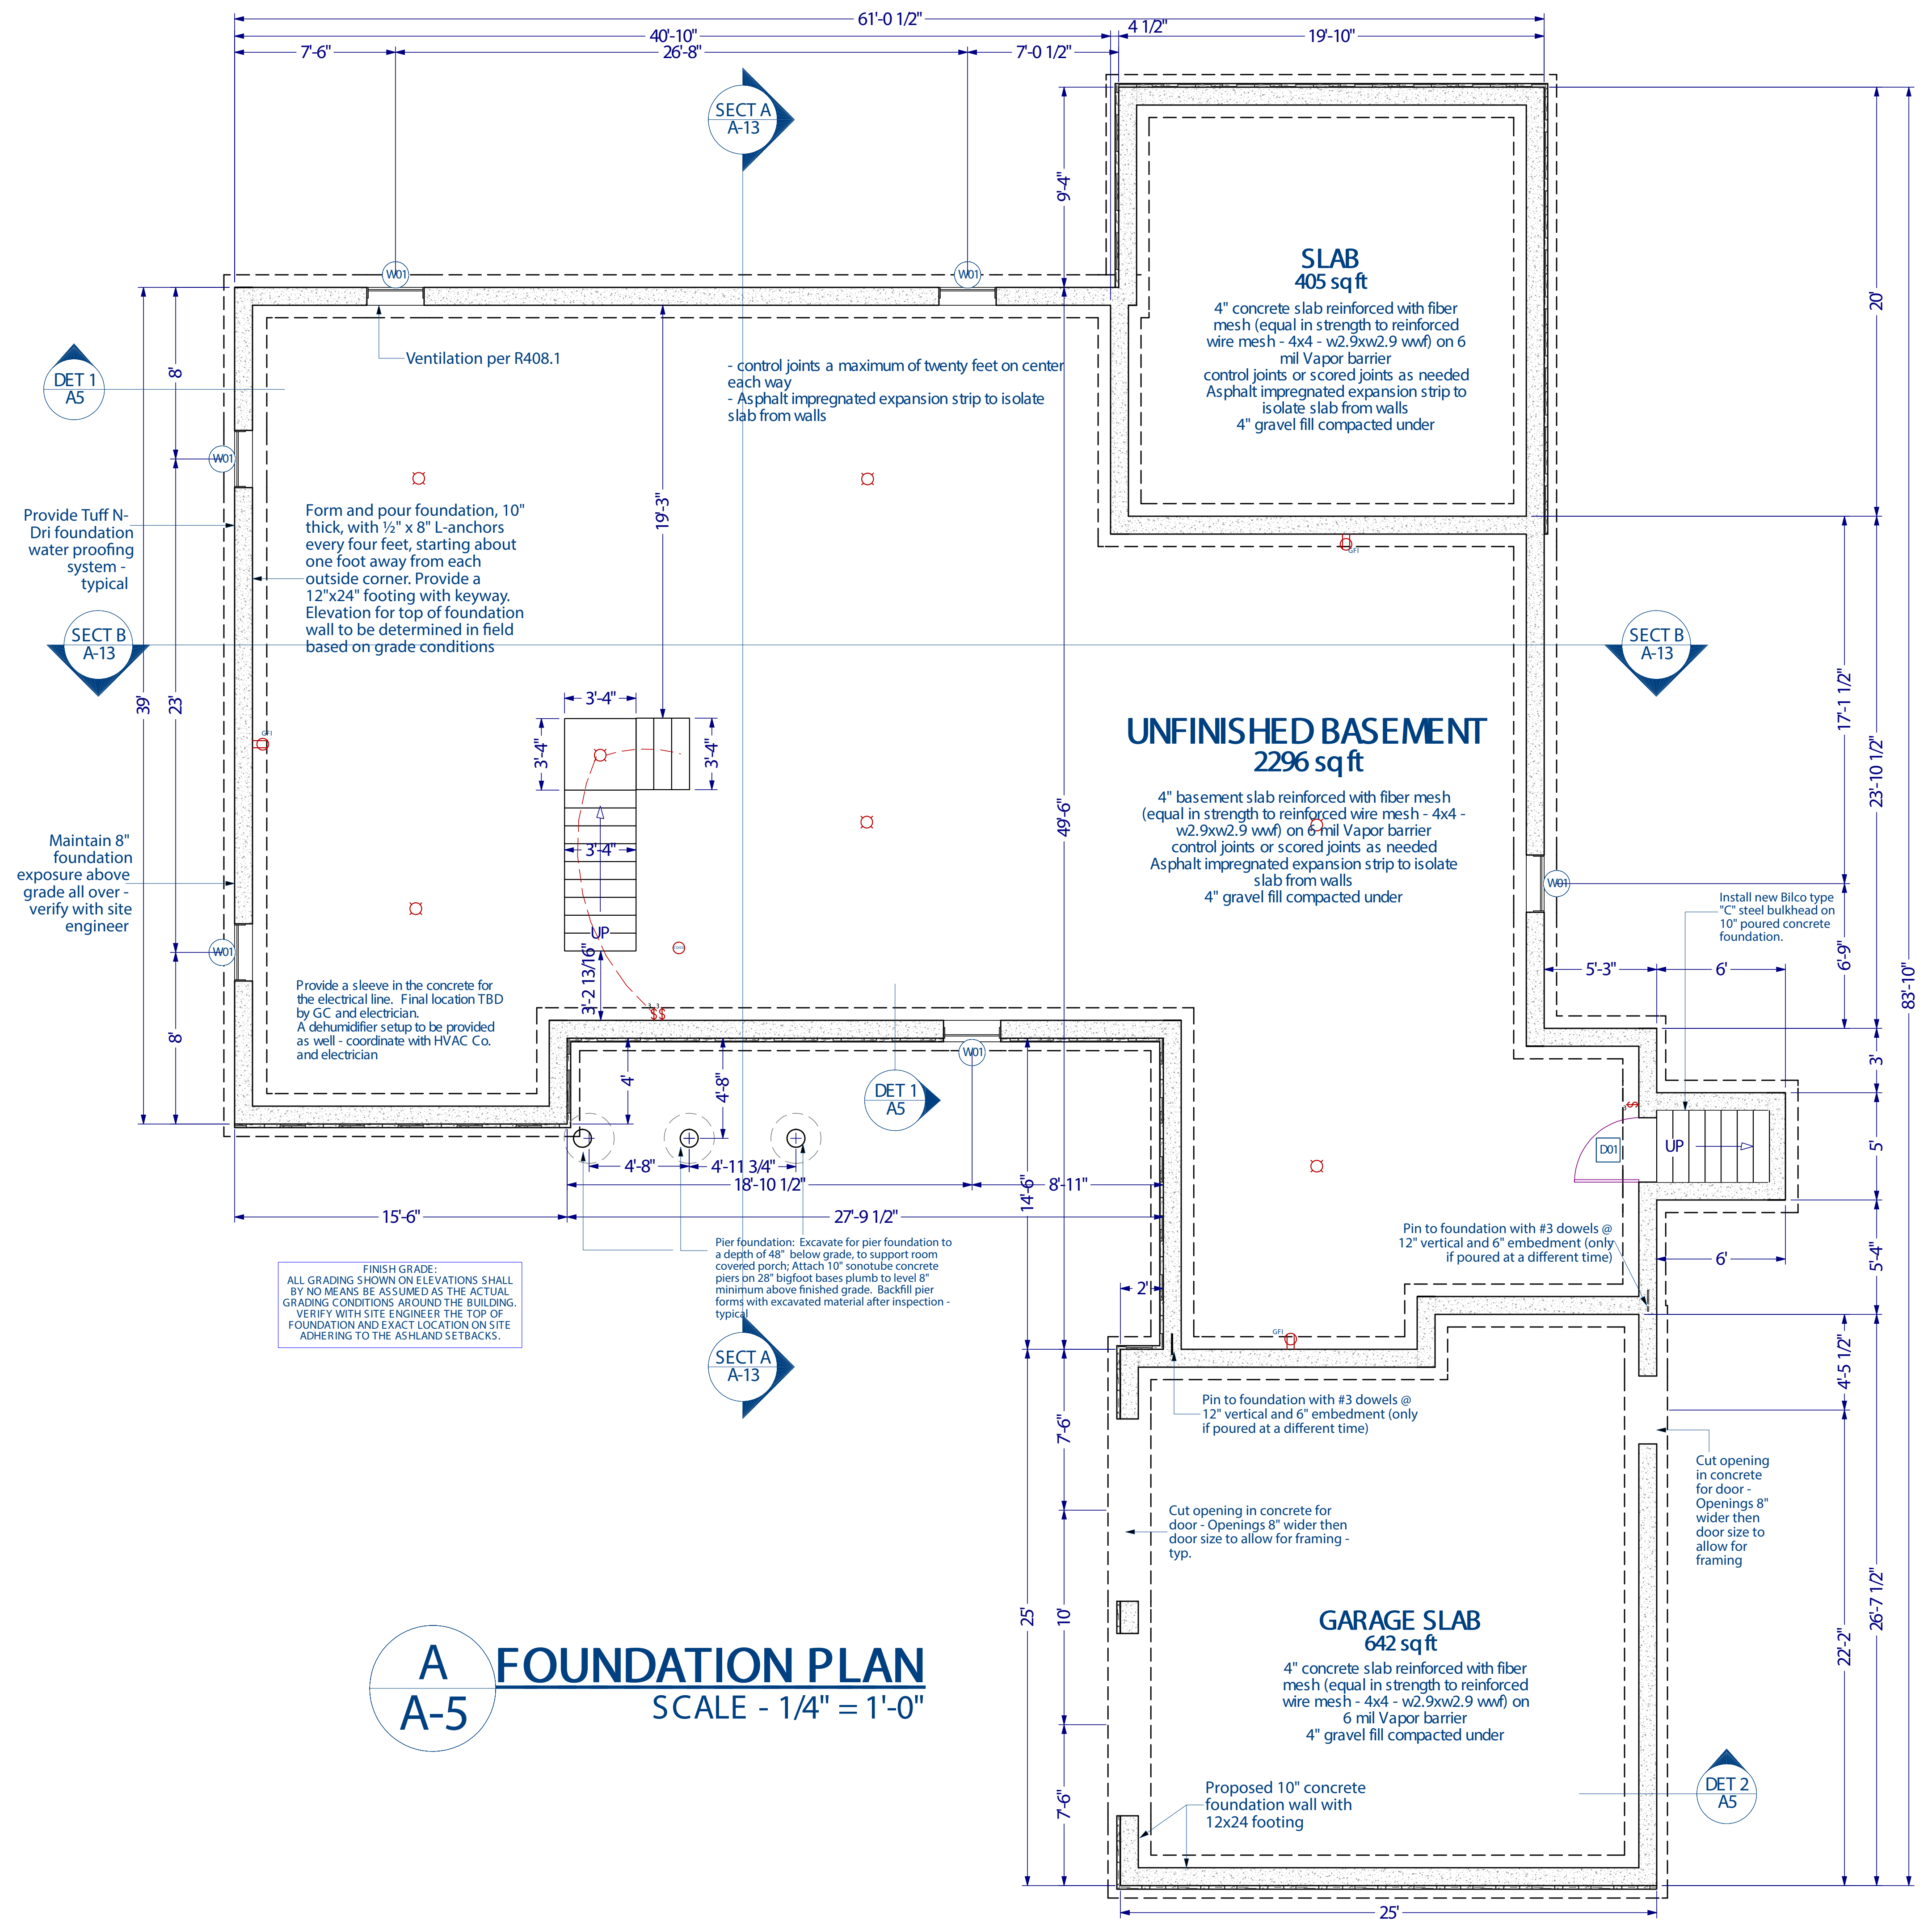 61'-0 1/2"
40'-10"
4 1/2"
19'-10"
7'-6"
26'-8"
7'-0 1/2"
SECT A
A-13
9'-4"
SLAB
405 sq ft
4" concrete slab reinforced with fiber
mesh (equal in strength to reinforced
wire mesh - 4x4 - w2.9xw2.9 wwf) on 6
mil Vapor barrier
control joints or scored joints as needed
Asphalt impregnated expansion strip to
isolate slab from walls
4" gravel fill compacted under
20'
W01
W01
Ventilation per R408.1
- control joints a maximum of twenty feet on center
each way
- Asphalt impregnated expansion strip to isolate
slab from walls
DET 1
A5
8'
W01
19'-3"
Provide Tuff N-
Dri foundation
water proofing
system -
typical
Form and pour foundation, 10"
thick, with ½" x 8" L-anchors
every four feet, starting about
one foot away from each
outside corner. Provide a
12"x24" footing with keyway.
Elevation for top of foundation
wall to be determined in field
based on grade conditions
GFI
SECT B
A-13
SECT B
A-13
39'
23'
17'-1 1/2"
23'-10 1/2"
83'-10"
GFI
3'-4"
3'-4"
3'-4"
3'-4"
UP
3'-2 13/16"
49'-6"
UNFINISHED BASEMENT
2296 sq ft
4" basement slab reinforced with fiber mesh
(equal in strength to reinforced wire mesh - 4x4 -
w2.9xw2.9 wwf) on 6 mil Vapor barrier
control joints or scored joints as needed
Asphalt impregnated expansion strip to isolate
slab from walls
4" gravel fill compacted under
W01
Maintain 8"
foundation
exposure above
grade all over -
verify with site
engineer
W01
Install new Bilco type
"C" steel bulkhead on
10" poured concrete
foundation.
5'-3"
6'
6'-9"
Provide a sleeve in the concrete for
the electrical line. Final location TBD
by GC and electrician.
A dehumidifier setup to be provided
as well - coordinate with HVAC Co.
and electrician
8'
3 3
$ $
W01
4'
4'-8"
DET 1
A5
3'
3
$
D01
UP
5'
4'-8"
4'-11 3/4"
18'-10 1/2"
8'-11"
14'-6"
15'-6"
27'-9 1/2"
Pin to foundation with #3 dowels @
12" vertical and 6" embedment (only
if poured at a different time)
6'
5'-4"
Pier foundation: Excavate for pier foundation to
a depth of 48" below grade, to support room
covered porch; Attach 10" sonotube concrete
piers on 28" bigfoot bases plumb to level 8"
minimum above finished grade. Backfill pier
forms with excavated material after inspection -
typical
FINISH GRADE:
ALL GRADING SHOWN ON ELEVATIONS SHALL
BY NO MEANS BE ASSUMED AS THE ACTUAL
GRADING CONDITIONS AROUND THE BUILDING.
VERIFY WITH SITE ENGINEER THE TOP OF
FOUNDATION AND EXACT LOCATION ON SITE
ADHERING TO THE ASHLAND SETBACKS.
2'
GFI
SECT A
A-13
4'-5 1/2"
7'-6"
Pin to foundation with #3 dowels @
12" vertical and 6" embedment (only
if poured at a different time)
Cut opening
in concrete
for door -
Openings 8"
wider then
door size to
allow for
framing
Cut opening in concrete for
door - Openings 8" wider then
door size to allow for framing -
typ.
25'
10'
22'-2"
26'-7 1/2"
GARAGE SLAB
642 sq ft
4" concrete slab reinforced with fiber
mesh (equal in strength to reinforced
wire mesh - 4x4 - w2.9xw2.9 wwf) on
6 mil Vapor barrier
4" gravel fill compacted under
A
A-5
FOUNDATION PLAN
SCALE - 1/4" = 1'-0"
7'-6"
Proposed 10" concrete
foundation wall with
12x24 footing
DET 2
A5
25'